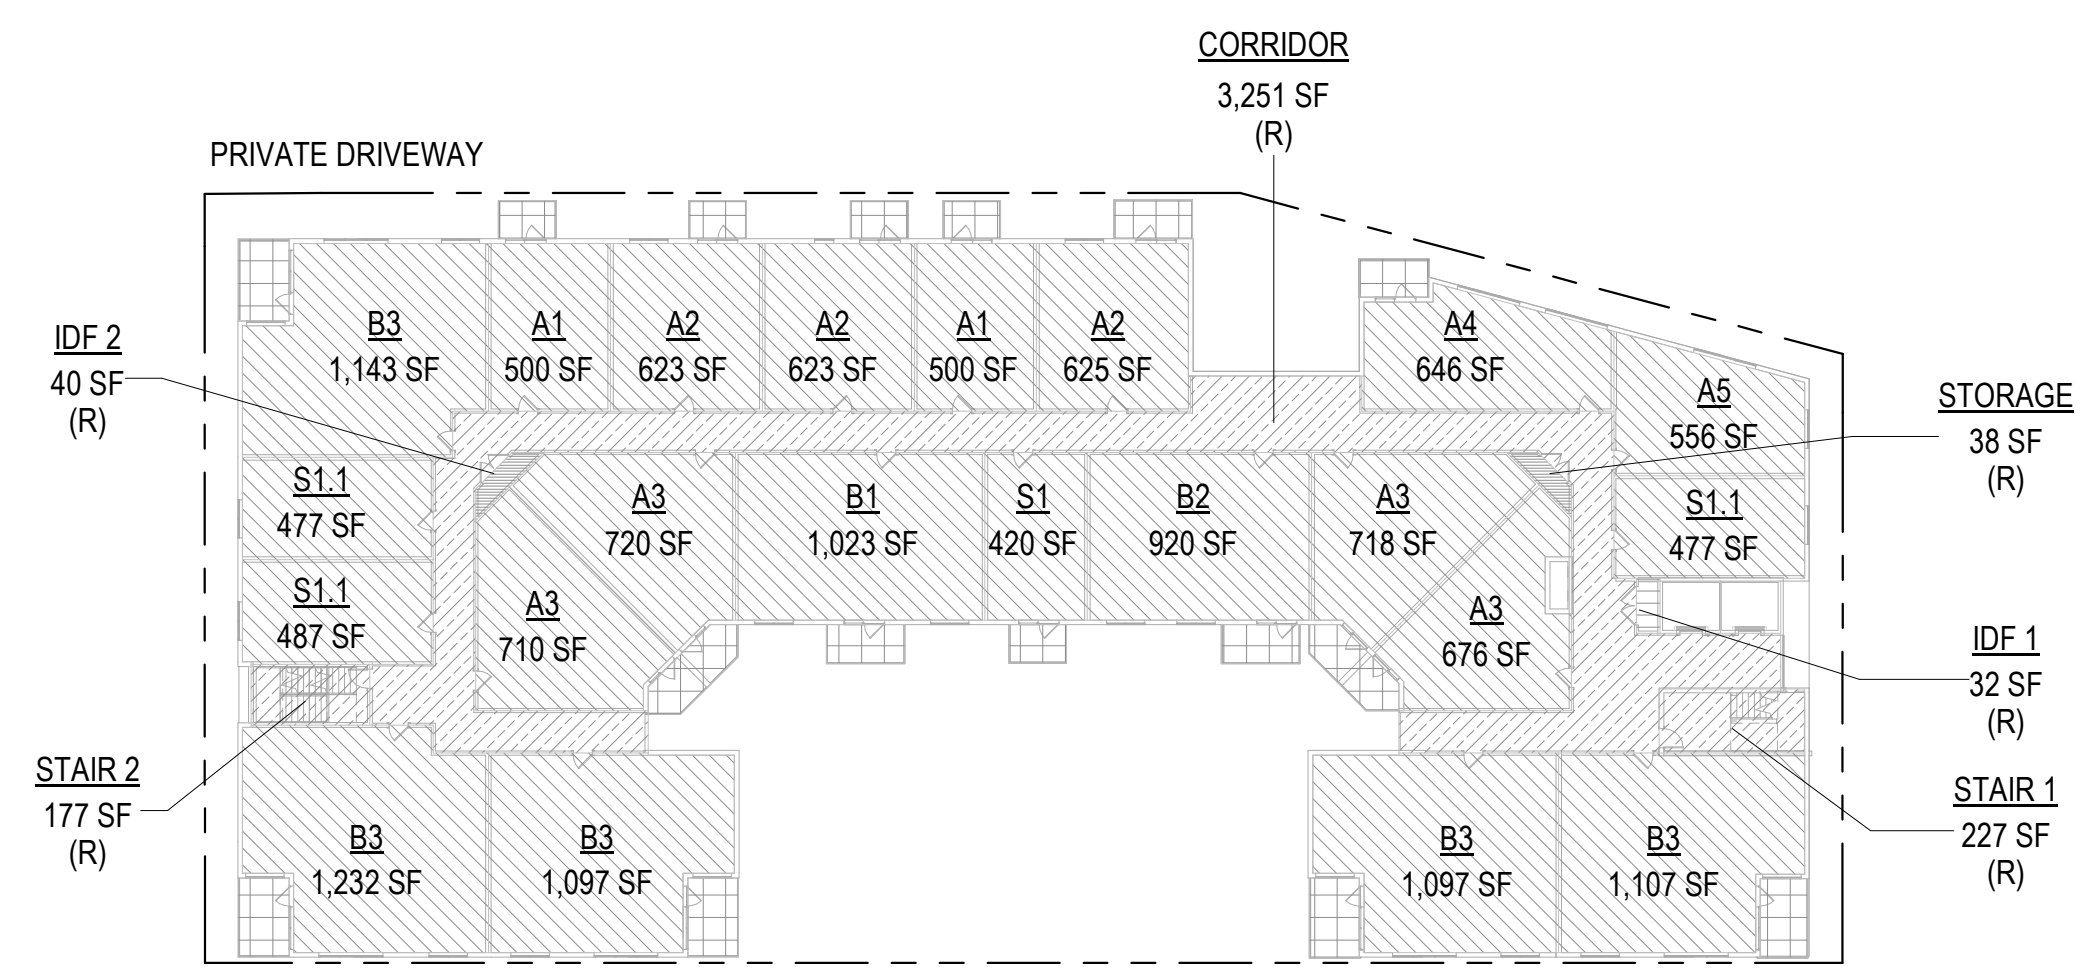 CORRIDOR
3,251 SF
(R)
PRIVATE DRIVEWAY
IDF 2
40 SF
(R)
B3
1,143 SF
A1
500 SF
A2
623 SF
A2
623 SF
A1
500 SF
A2
625 SF
A4
646 SF
A5
556 SF
STORAGE
38 SF
(R)
S1.1
477 SF
A3
720 SF
B1
1,023 SF
S1
420 SF
B2
920 SF
A3
718 SF
S1.1
477 SF
S1.1
487 SF
A3
710 SF
A3
676 SF
IDF 1
32 SF
(R)
STAIR 2
177 SF
(R)
B3
1,232 SF
B3
1,097 SF
B3
1,097 SF
B3
1,107 SF
STAIR 1
227 SF
(R)